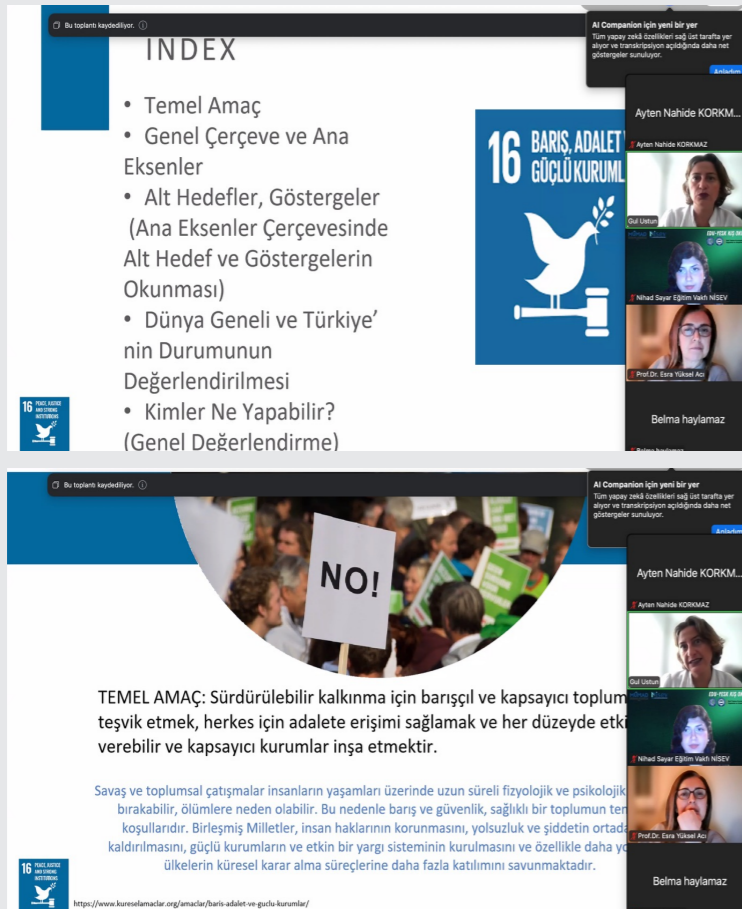 Bu toplantı kaydediliyor.
INDEX
• Temel Amaç
• Genel Çerçeve ve Ana
Eksenler
• Alt Hedefler, Göstergeler
(Ana Eksenler Çerçevesinde
Alt Hedef ve Göstergelerin
Okunması)
• Dünya Geneli ve Türkiye’
nin Durumunun
Değerlendirilmesi
• Kimler Ne Yapabilir?
(Genel Değerlendirme)
16 PEACE, JUSTICE
AND STRONG
INSTITUTIONS
16 BARIŞ, ADALET
GÜÇLÜ KURUML
AI Companion için yeni bir yer
Tüm yapay zekâ özellikleri sağ üst tarafta yer
alıyor ve transkripsiyon açıldığında daha net
göstergeler sunuluyor.
Anladım
Ayten Nahide KORKM...
Ayten Nahide KORKMAZ
Gul Ustun
Nihad Sayar Eğitim Vakfı NİSEV
Prof.Dr. Esra Yüksel Acı
Belma haylamaz
Belma haylamaz
Bu toplantı kaydediliyor.
NO!
TEMEL AMAÇ: Sürdürülebilir kalkınma için barışçıl ve kapsayıcı toplum
teşvik etmek, herkes için adalete erişimi sağlamak ve her düzeyde etki
verebilir ve kapsayıcı kurumlar inşa etmektir.
Savaş ve toplumsal çatışmalar insanların yaşamları üzerinde uzun süreli fizyolojik ve psikolojik
bırakabilir, ölümlere neden olabilir. Bu nedenle barış ve güvenlik, sağlıklı bir toplumun tem
koşullarıdır. Birleşmiş Milletler, insan haklarının korunmasını, yolsuzluk ve şiddetin ortada
kaldırılmasını, güçlü kurumların ve etkin bir yargı sisteminin kurulmasını ve özellikle daha yo
ülkelerin küresel karar alma süreçlerine daha fazla katılımını savunmaktadır.
16 PEACE, JUSTICE
AND STRONG
INSTITUTIONS
https://www.kureselamaclar.org/amaclar/baris-adalet-ve-guclu-kurumlar/
AI Companion için yeni bir yer
Tüm yapay zekâ özellikleri sağ üst tarafta yer
alıyor ve transkripsiyon açıldığında daha net
göstergeler sunuluyor.
Anladım
Ayten Nahide KORKM...
Ayten Nahide KORKMAZ
Gul Ustun
Nihad Sayar Eğitim Vakfı NİSEV
Prof.Dr. Esra Yüksel Acı
Belma haylamaz